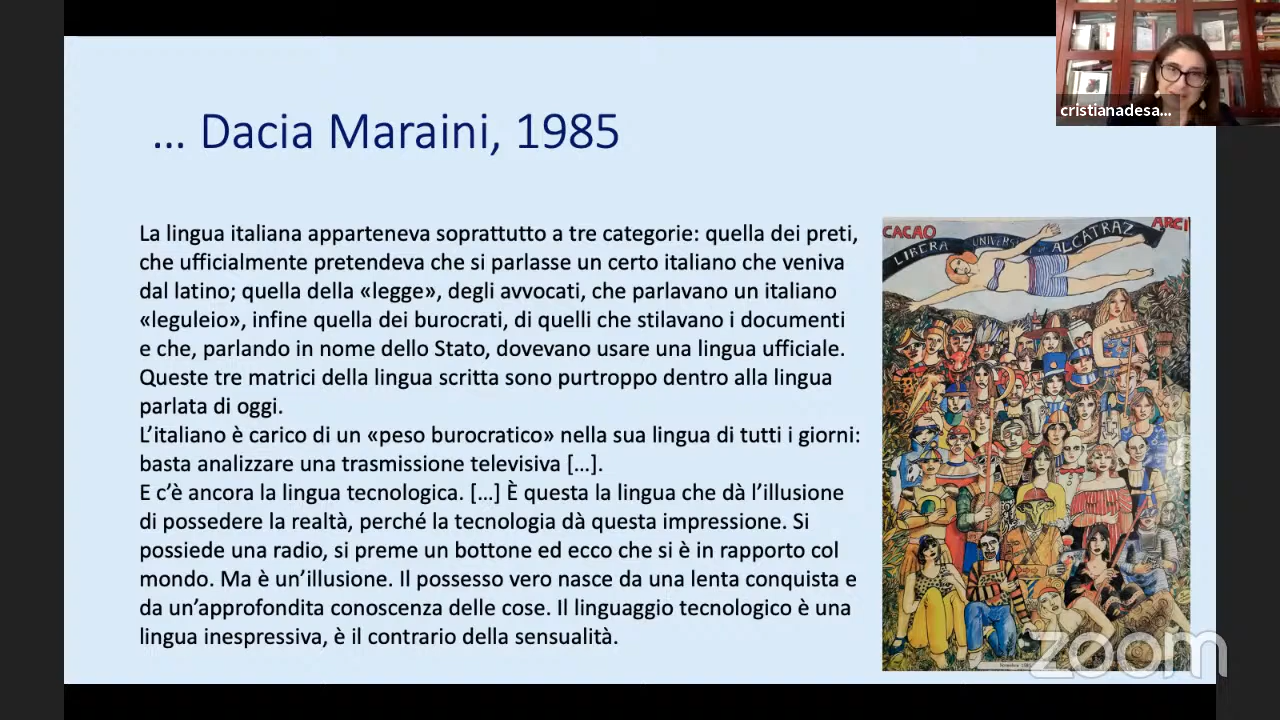 cristianadesa...
... Dacia Maraini, 1985
La lingua italiana apparteneva soprattutto a tre categorie: quella dei preti,
che ufficialmente pretendeva che si parlasse un certo italiano che veniva
dal latino; quella della «legge», degli avvocati, che parlavano un italiano
«leguleio», infine quella dei burocrati, di quelli che stilavano i documenti
e che, parlando in nome dello Stato, dovevano usare una lingua ufficiale.
Queste tre matrici della lingua scritta sono purtroppo dentro alla lingua
parlata di oggi.
L’italiano è carico di un «peso burocratico» nella sua lingua di tutti i giorni:
basta analizzare una trasmissione televisiva […].
E c’è ancora la lingua tecnologica. […] È questa la lingua che dà l’illusione
di possedere la realtà, perché la tecnologia dà questa impressione. Si
possiede una radio, si preme un bottone ed ecco che si è in rapporto col
mondo. Ma è un’illusione. Il possesso vero nasce da una lenta conquista e
da un’approfondita conoscenza delle cose. Il linguaggio tecnologico è una
lingua inespressiva, è il contrario della sensualità.
CACAO
ARCI
LIBERA ALCATRAZ
zoom